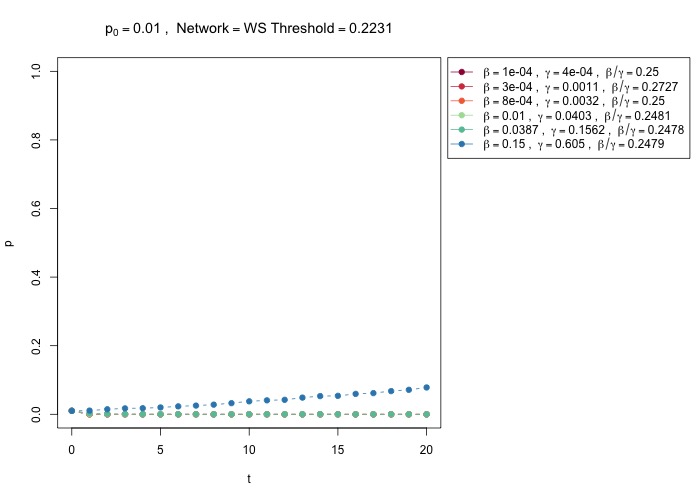 p₀ = 0.01 , Network = WS Threshold = 0.2231
β = 1e-04 , γ = 4e-04 , β/γ = 0.25
β = 3e-04 , γ = 0.0011 , β/γ = 0.2727
β = 8e-04 , γ = 0.0032 , β/γ = 0.25
β = 0.01 , γ = 0.0403 , β/γ = 0.2481
β = 0.0387 , γ = 0.1562 , β/γ = 0.2478
β = 0.15 , γ = 0.605 , β/γ = 0.2479
1.0
0.8
0.6
p
0.4
0.2
0.0
0 5 10 15 20
t